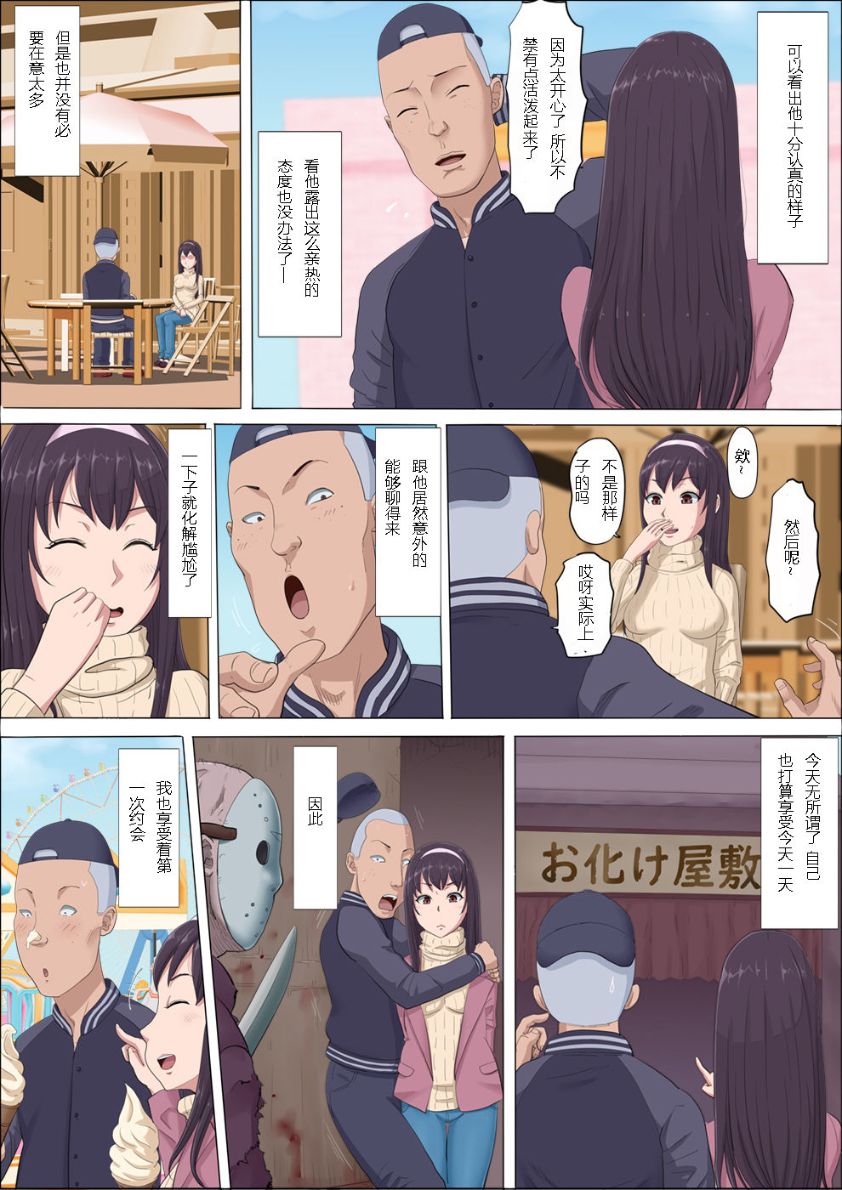 可以看出他十分认真的样子
因为太开心了 所以不
禁有点活泼起来了
看他露出这么亲热的
态度也没办法了—
但是也并没有必
要在意太多
欸~
然后呢~
不是那样
子的吗
哎呀实际上..
跟他居然意外的
能够聊得来
一下子就化解尴尬了
今天无所谓了 自己
也打算享受今天一天
お化け屋敷
因此
我也享受着第
一次约会